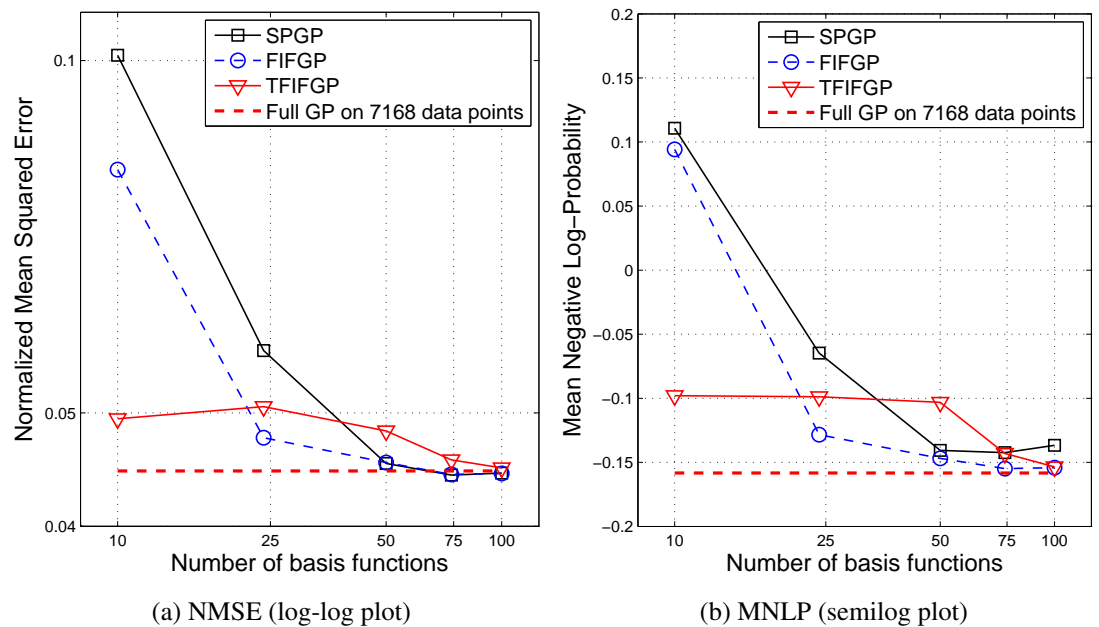 SPGP
FIFGP
TFIFGP
Full GP on 7168 data points
0.1
0.05
0.04
Normalized Mean Squared Error
10
25
50
75
100
Number of basis functions
(a) NMSE (log-log plot)
SPGP
FIFGP
TFIFGP
Full GP on 7168 data points
0.2
0.15
0.1
0.05
0
−0.05
−0.1
−0.15
−0.2
Mean Negative Log−Probability
10
25
50
75
100
Number of basis functions
(b) MNLP (semilog plot)